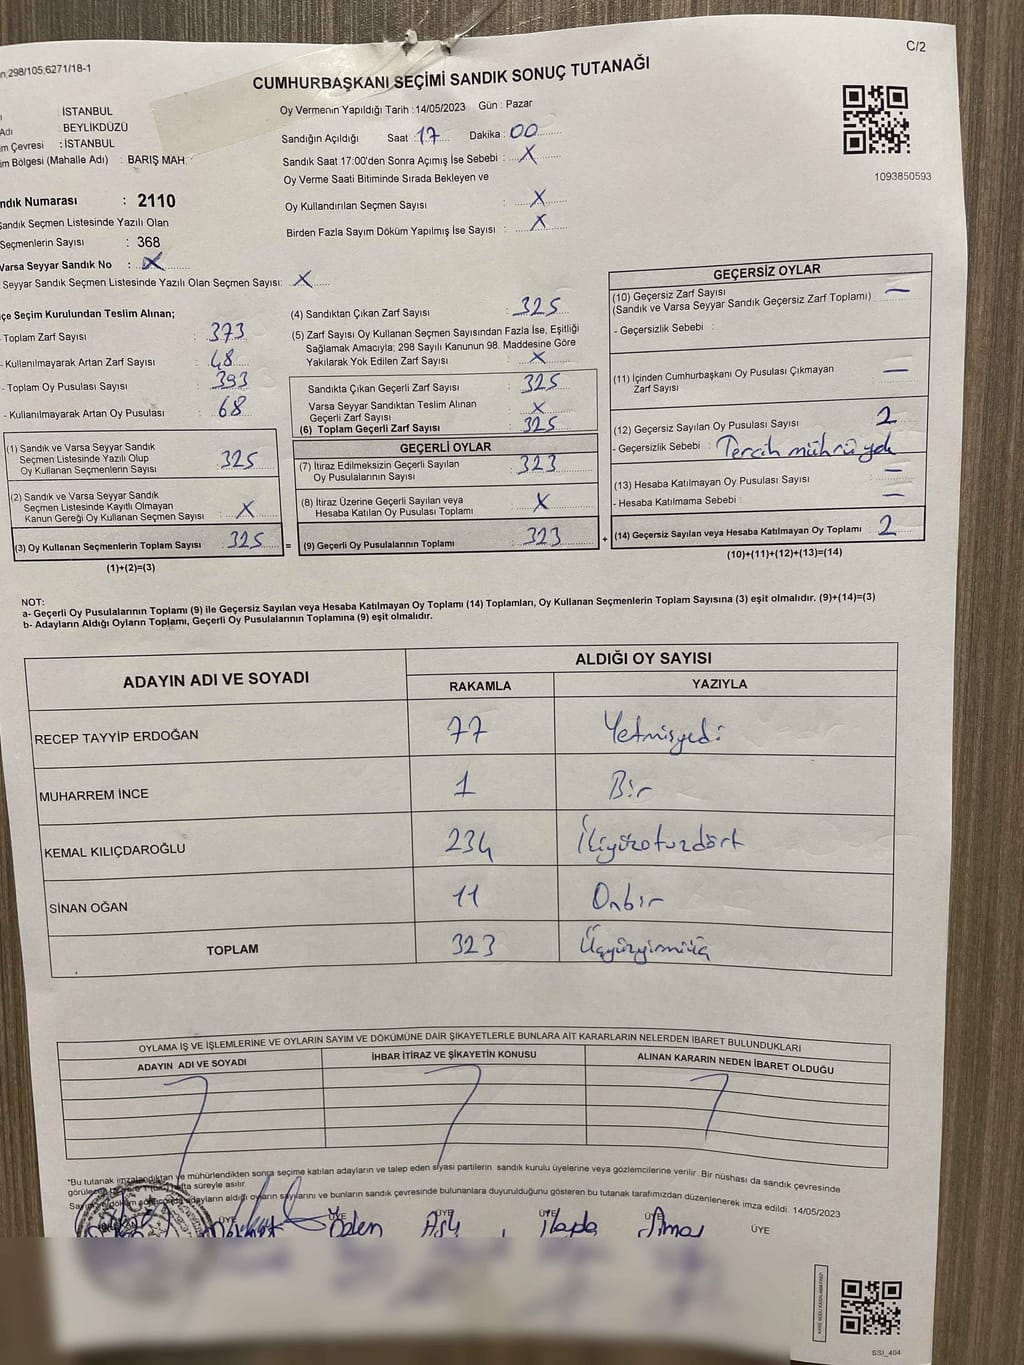 n:298/105,6271/18-1
C/2
CUMHURBAŞKANI SEÇİMİ SANDIK SONUÇ TUTANAĞI
: İSTANBUL
Adı : BEYLİKDÜZÜ
m Çevresi : İSTANBUL
im Bölgesi (Mahalle Adı) : BARIŞ MAH.
ndık Numarası : 2110
Sandık Seçmen Listesinde Yazılı Olan
Seçmenlerin Sayısı : 368
Varsa Seyyar Sandık No : X
Seyyar Sandık Seçmen Listesinde Yazılı Olan Seçmen Sayısı: X
Oy Vermenin Yapıldığı Tarih : 14/05/2023 Gün : Pazar
Sandığın Açıldığı Saat : 17 Dakika : 00
Sandık Saat 17:00'den Sonra Açımış İse Sebebi : X
Oy Verme Saati Bitiminde Sırada Bekleyen ve
Oy Kullandırılan Seçmen Sayısı : X
Birden Fazla Sayım Döküm Yapılmış İse Sayısı : X
1093850593
çe Seçim Kurulundan Teslim Alınan;
Toplam Zarf Sayısı : 373
- Kullanılmayarak Artan Zarf Sayısı : 48
- Toplam Oy Pusulası Sayısı : 393
- Kullanılmayarak Artan Oy Pusulası : 68
(1) Sandık ve Varsa Seyyar Sandık
Seçmen Listesinde Yazılı Olup
Oy Kullanan Seçmenlerin Sayısı : 325
(2) Sandık ve Varsa Seyyar Sandık
Seçmen Listesinde Kayıtlı Olmayan
Kanun Gereği Oy Kullanan Seçmen Sayısı : X
(3) Oy Kullanan Seçmenlerin Toplam Sayısı : 325 =
(1)+(2)=(3)
(4) Sandıktan Çıkan Zarf Sayısı : 325
(5) Zarf Sayısı Oy Kullanan Seçmen Sayısından Fazla İse, Eşitliği
Sağlamak Amacıyla; 298 Sayılı Kanunun 98. Maddesine Göre
Yakılarak Yok Edilen Zarf Sayısı : X
Sandıkta Çıkan Geçerli Zarf Sayısı : 325
Varsa Seyyar Sandıktan Teslim Alınan
Geçerli Zarf Sayısı : X
(6) Toplam Geçerli Zarf Sayısı : 325
GEÇERLİ OYLAR
(7) İtiraz Edilmeksizin Geçerli Sayılan
Oy Pusulalarının Sayısı : 323
(8) İtiraz Üzerine Geçerli Sayılan veya
Hesaba Katılan Oy Pusulası Toplamı : X
(9) Geçerli Oy Pusulalarının Toplamı : 323 +
GEÇERSİZ OYLAR
(10) Geçersiz Zarf Sayısı
(Sandık ve Varsa Seyyar Sandık Geçersiz Zarf Toplamı) : —
- Geçersizlik Sebebi :
(11) İçinden Cumhurbaşkanı Oy Pusulası Çıkmayan
Zarf Sayısı —
(12) Geçersiz Sayılan Oy Pusulası Sayısı : 2
- Geçersizlik Sebebi : Tercih mührü yok
(13) Hesaba Katılmayan Oy Pusulası Sayısı : —
- Hesaba Katılmama Sebebi : —
(14) Geçersiz Sayılan veya Hesaba Katılmayan Oy Toplamı : 2
(10)+(11)+(12)+(13)=(14)
NOT:
a- Geçerli Oy Pusulalarının Toplamı (9) ile Geçersiz Sayılan veya Hesaba Katılmayan Oy Toplamı (14) Toplamları, Oy Kullanan Seçmenlerin Toplam Sayısına (3) eşit olmalıdır. (9)+(14)=(3)
b- Adayların Aldığı Oyların Toplamı, Geçerli Oy Pusulalarının Toplamına (9) eşit olmalıdır.
ADAYIN ADI VE SOYADI ALDIĞI OY SAYISI
RAKAMLA YAZIYLA
RECEP TAYYİP ERDOĞAN 77 Yetmişyedi
MUHARREM İNCE 1 Bir
KEMAL KILIÇDAROĞLU 234 İkiyüzotuzdört
SİNAN OĞAN 11 Onbir
TOPLAM 323 Üçyüzyirmiüç
OYLAMA İŞ VE İŞLEMLERİNE VE OYLARIN SAYIM VE DÖKÜMÜNE DAİR ŞİKAYETLERLE BUNLARA AİT KARARLARIN NELERDEN İBARET BULUNDUKLARI
ADAYIN ADI VE SOYADI İHBAR İTİRAZ VE ŞİKAYETİN KONUSU ALINAN KARARIN NEDEN İBARET OLDUĞU
*Bu tutanak imzalandıktan ve mühürlendikten sonra seçime katılan adayların ve talep eden siyasi partilerin sandık kurulu üyelerine veya gözlemcilerine verilir. Bir nüshası da sandık çevresinde
süreyle asılır.
adayların aldığı oyların sayılarını ve bunların sandık çevresinde bulunanlara duyurulduğunu gösteren bu tutanak tarafımızdan düzenlenerek imza edildi. 14/05/2023
ÜYE ÜYE ÜYE ÜYE ÜYE ÜYE
Özden Aslı
SSI_404